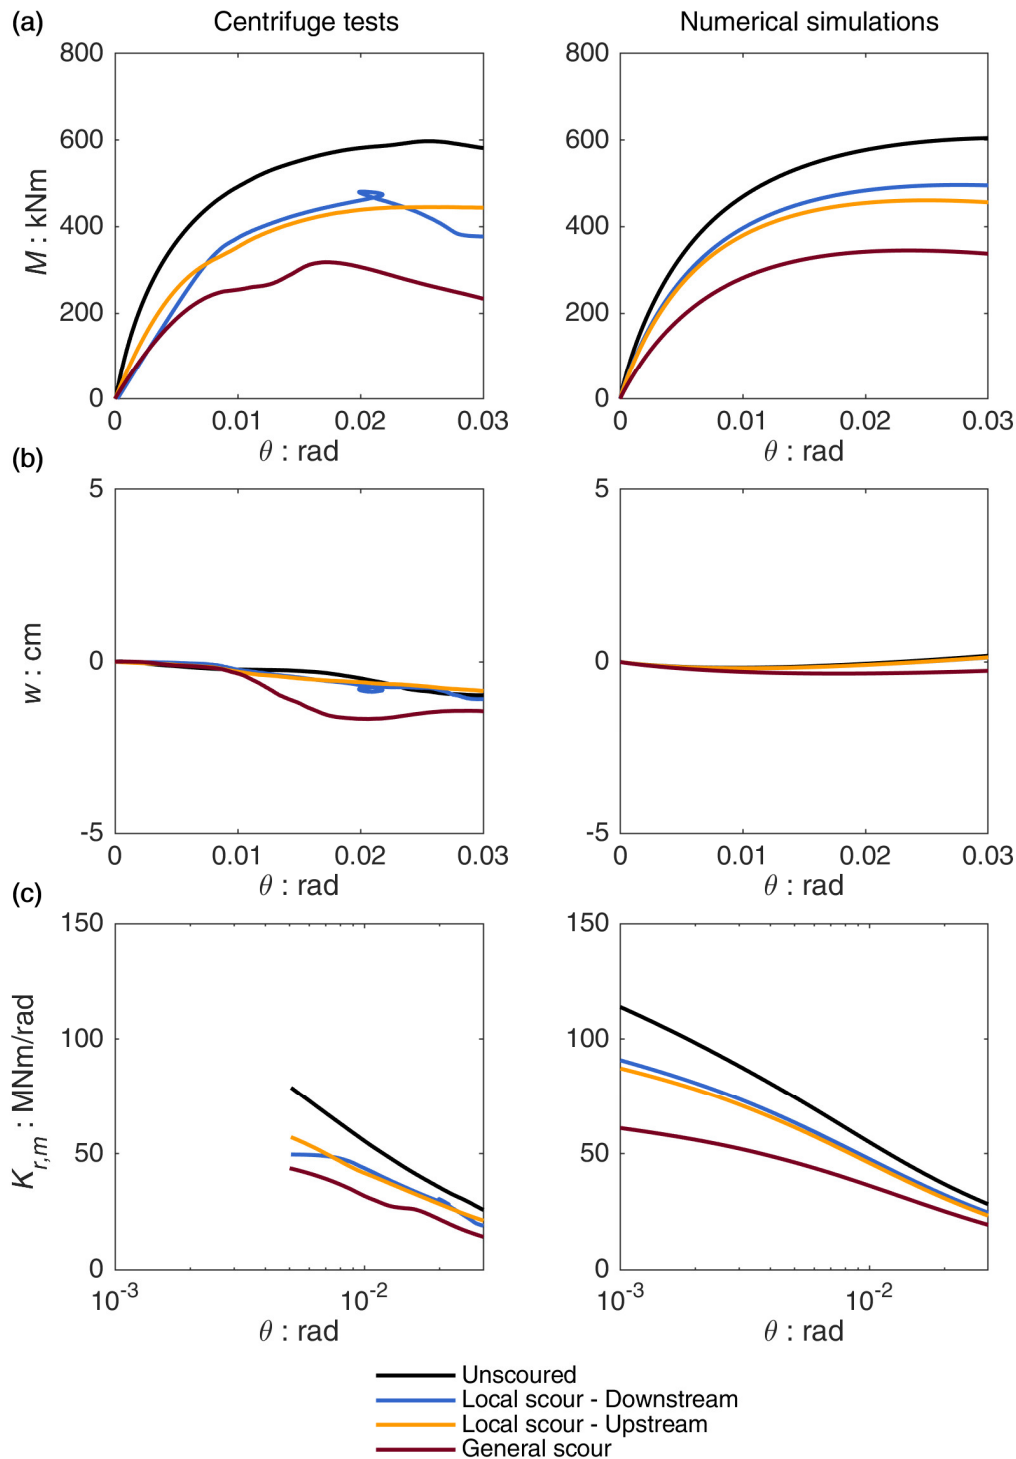 (a)
Centrifuge tests
Numerical simulations
800
600
400
200
0
M : kNm
0 0.01 0.02 0.03
θ : rad
800
600
400
200
0
0 0.01 0.02 0.03
θ : rad
(b)
5
0
-5
w : cm
0 0.01 0.02 0.03
θ : rad
5
0
-5
0 0.01 0.02 0.03
θ : rad
(c)
150
100
50
0
K_{r,m} : MNm/rad
10^{-3} 10^{-2}
θ : rad
150
100
50
0
10^{-3} 10^{-2}
θ : rad
Unscoured
Local scour - Downstream
Local scour - Upstream
General scour